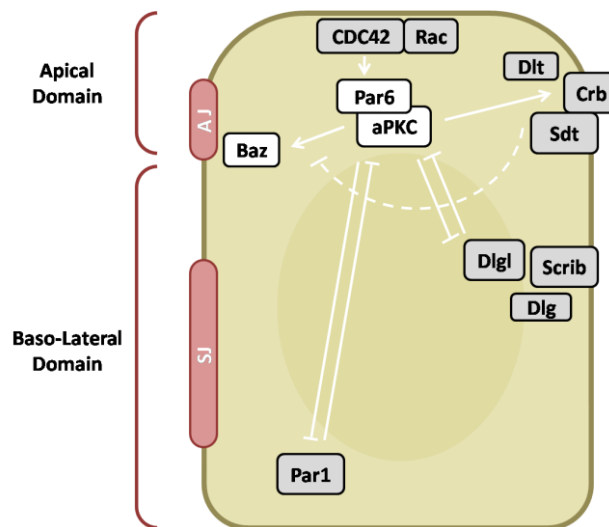 CDC42
Rac
Apical
Domain
Dlt
Par6
Crb
aPKC
AJ
Baz
Sdt
Dlgl
Scrib
Dlg
Baso-Lateral
Domain
SJ
Par1